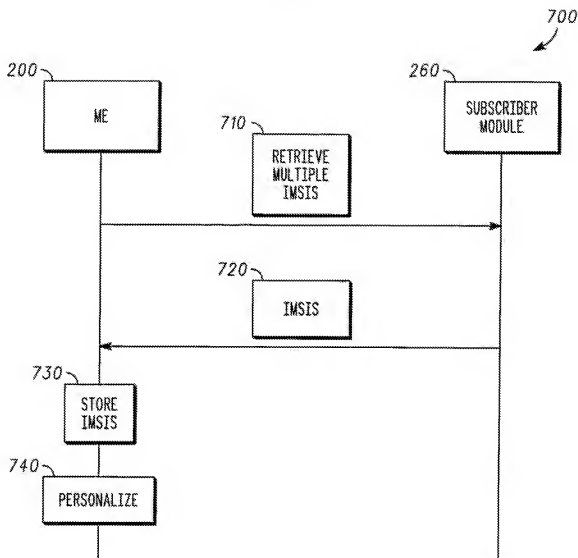 700
200
ME
260
SUBSCRIBER
MODULE
710
RETRIEVE
MULTIPLE
IMSIS
720
IMSIS
730
STORE
IMSIS
740
PERSONALIZE